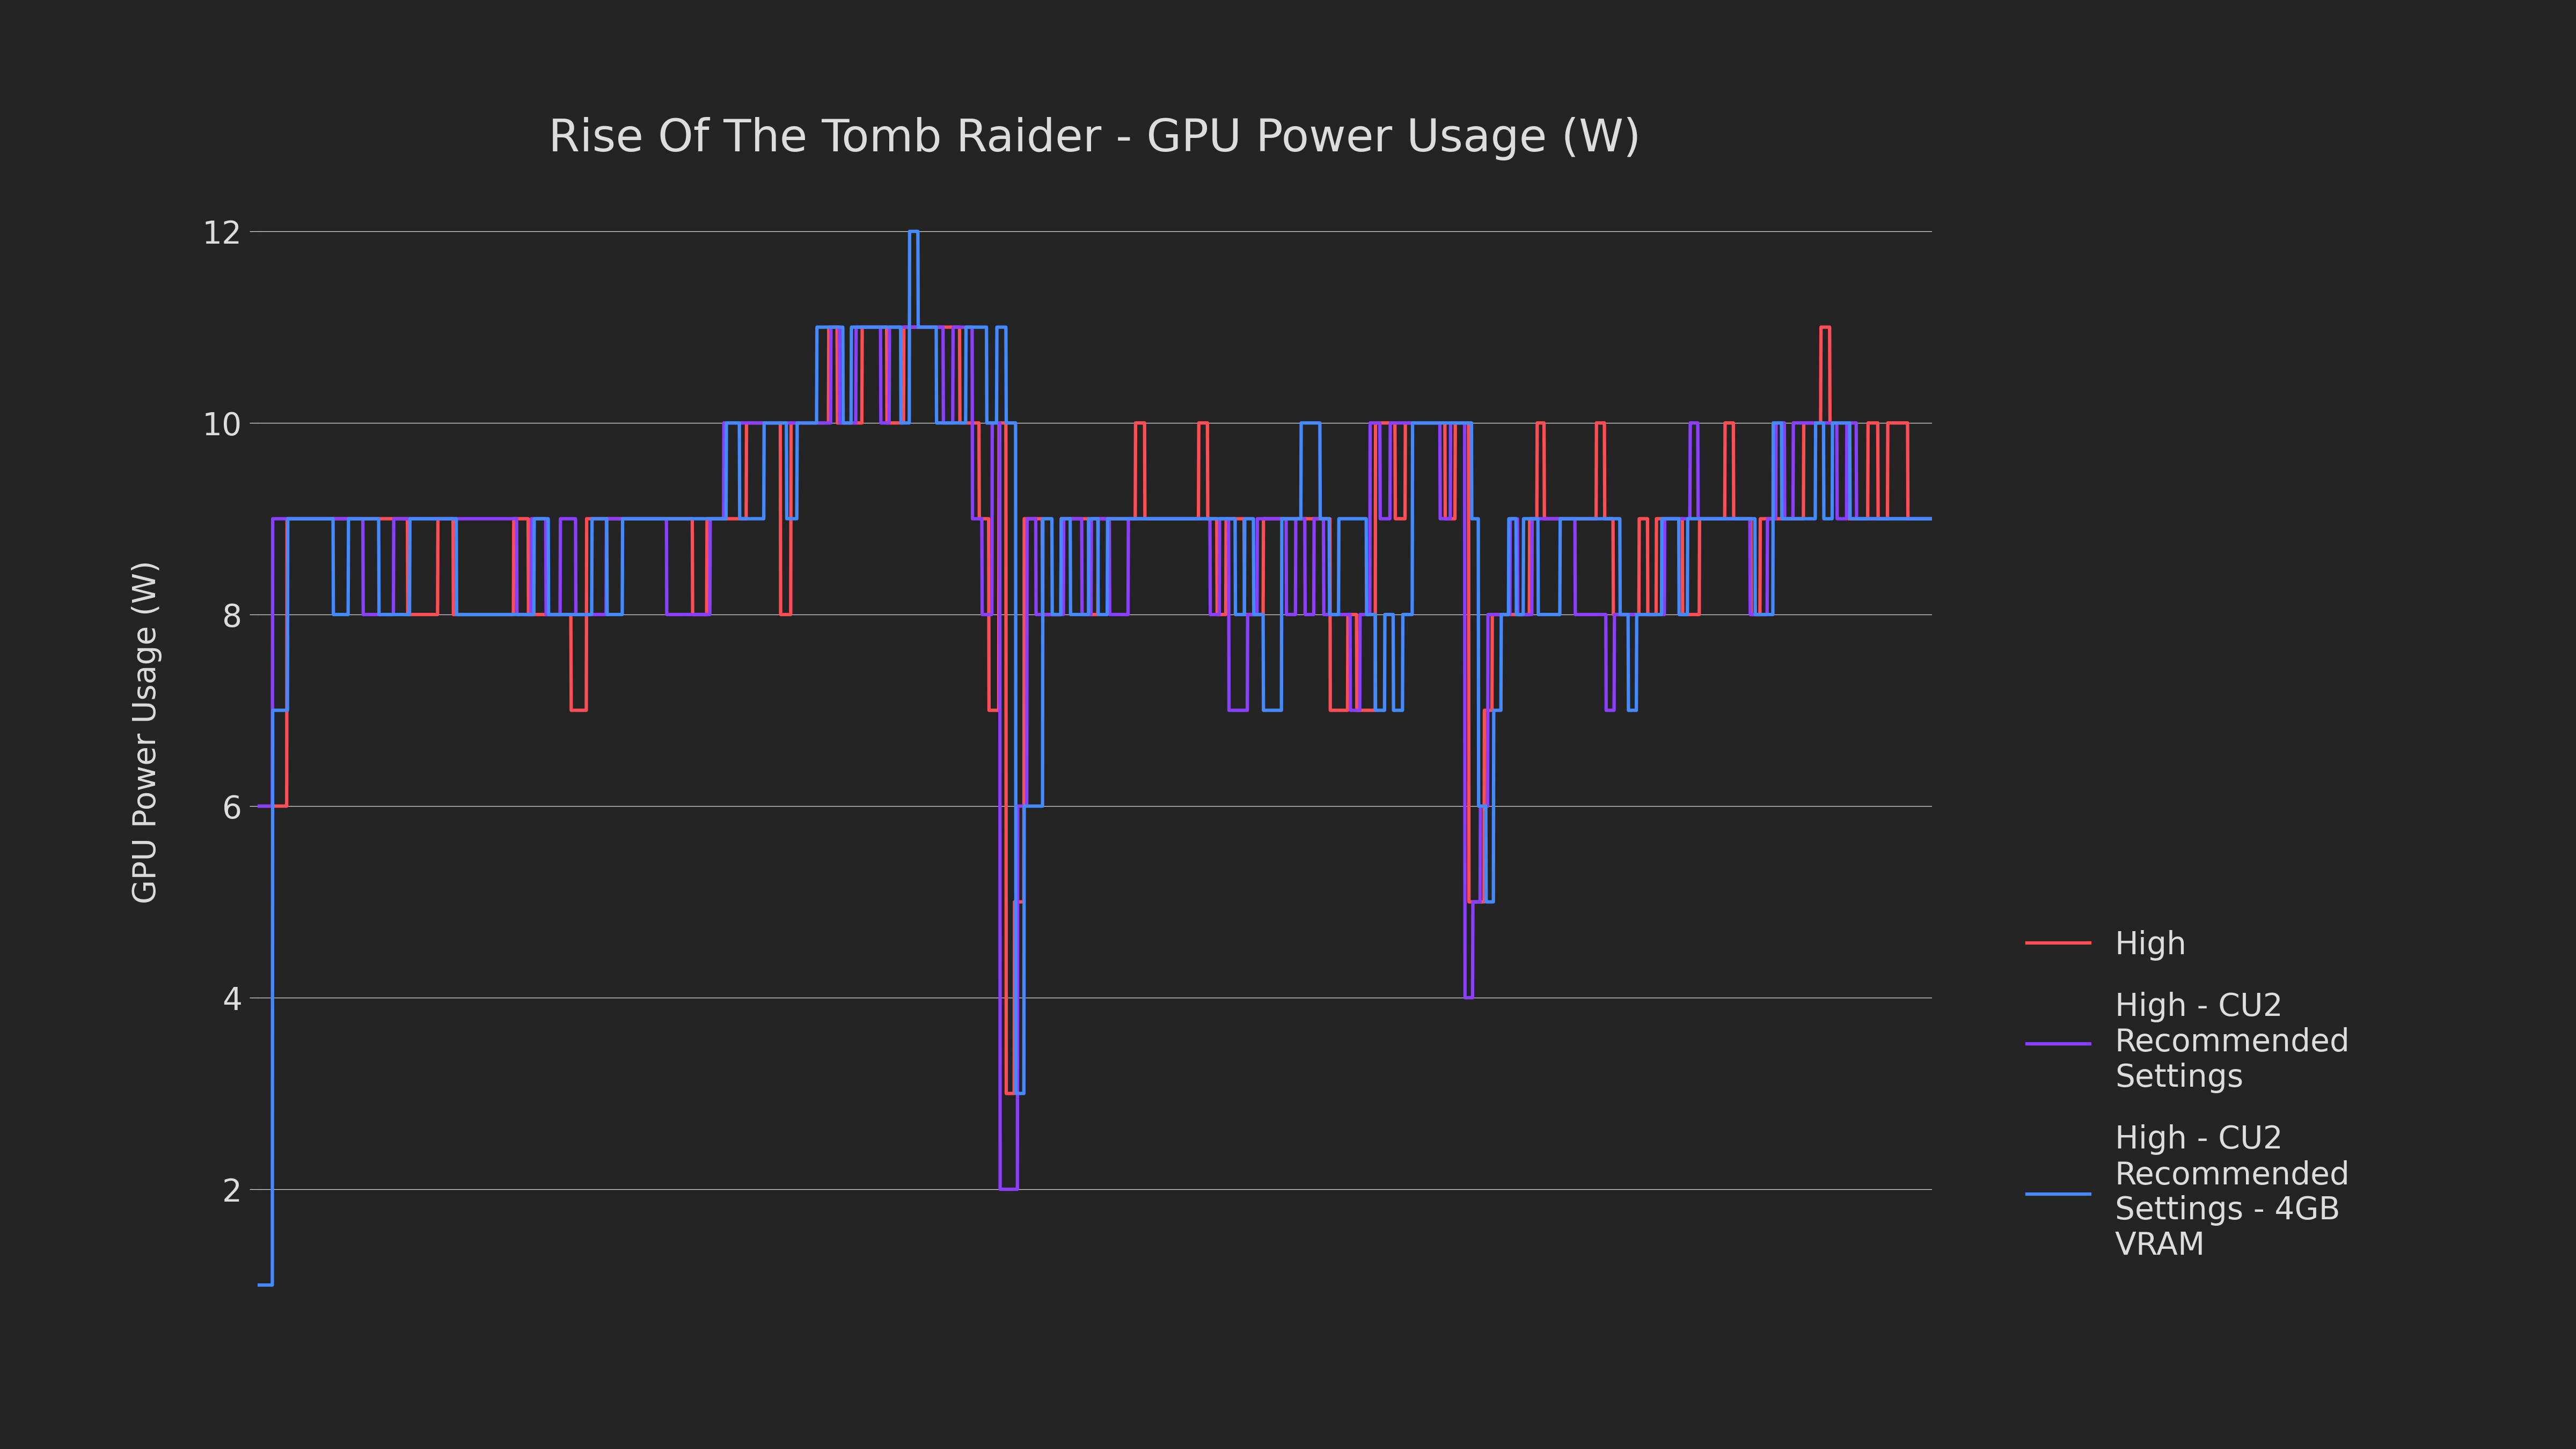 Rise Of The Tomb Raider - GPU Power Usage (W)
12
10
8
6
4
2
GPU Power Usage (W)
High
High - CU2
Recommended
Settings
High - CU2
Recommended
Settings - 4GB
VRAM